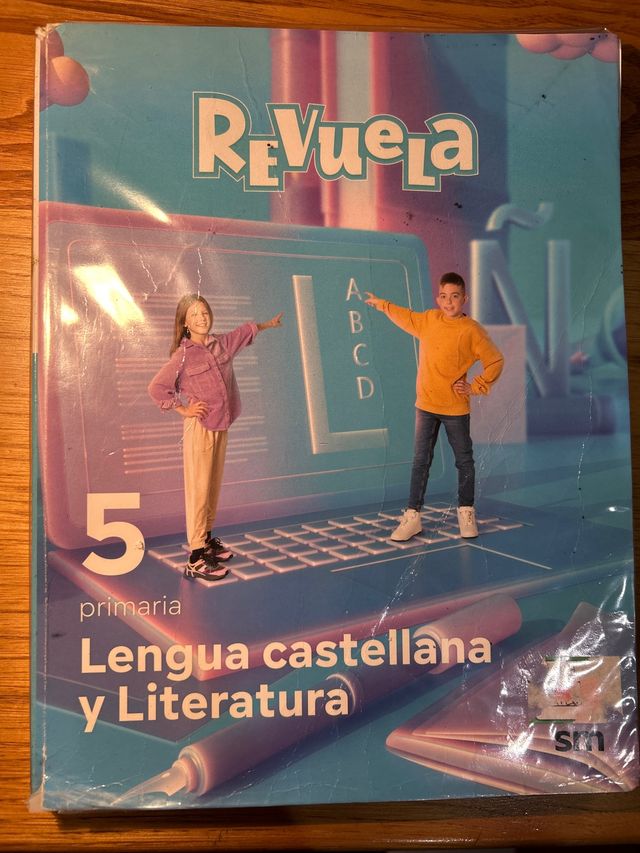 REVUELA
L
A
B
C
D
Ñ
5
primaria
Lengua castellana
y Literatura
sm